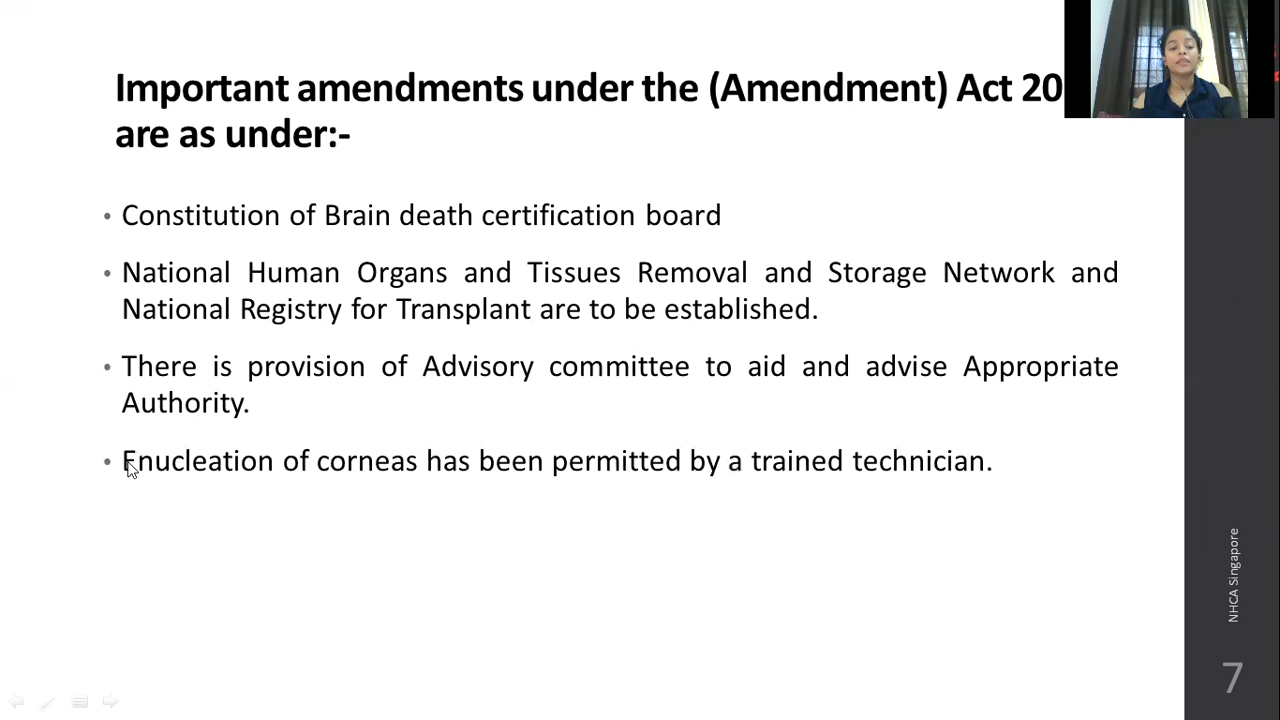 Important amendments under the (Amendment) Act 20
are as under:-
• Constitution of Brain death certification board
• National Human Organs and Tissues Removal and Storage Network and
National Registry for Transplant are to be established.
• There is provision of Advisory committee to aid and advise Appropriate
Authority.
• Enucleation of corneas has been permitted by a trained technician.
NHCA Singapore
7